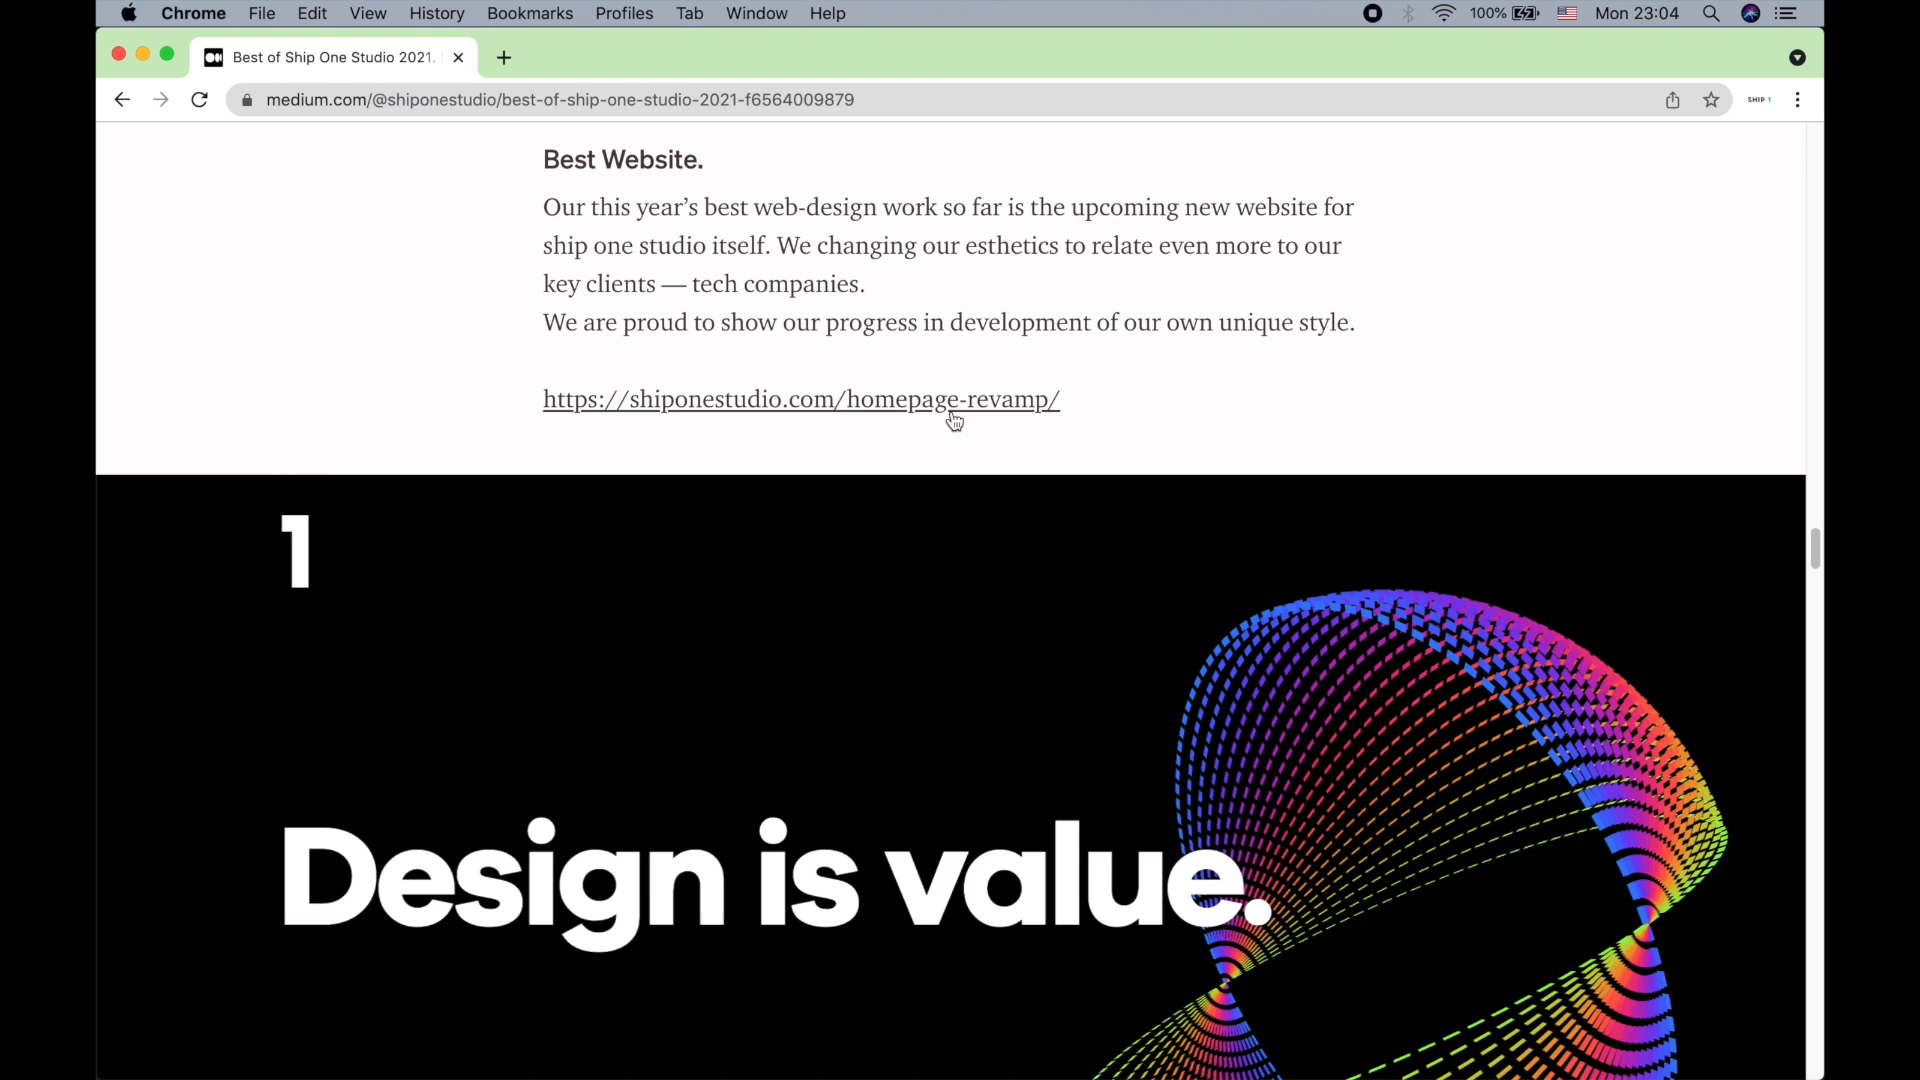 Chrome File Edit View History Bookmarks Profiles Tab Window Help 100% Mon 23:04
Best of Ship One Studio 2021.
medium.com/@shiponestudio/best-of-ship-one-studio-2021-f6564009879 SHIP 1
Best Website.
Our this year’s best web-design work so far is the upcoming new website for
ship one studio itself. We changing our esthetics to relate even more to our
key clients — tech companies.
We are proud to show our progress in development of our own unique style.
https://shiponestudio.com/homepage-revamp/
1
Design is value.